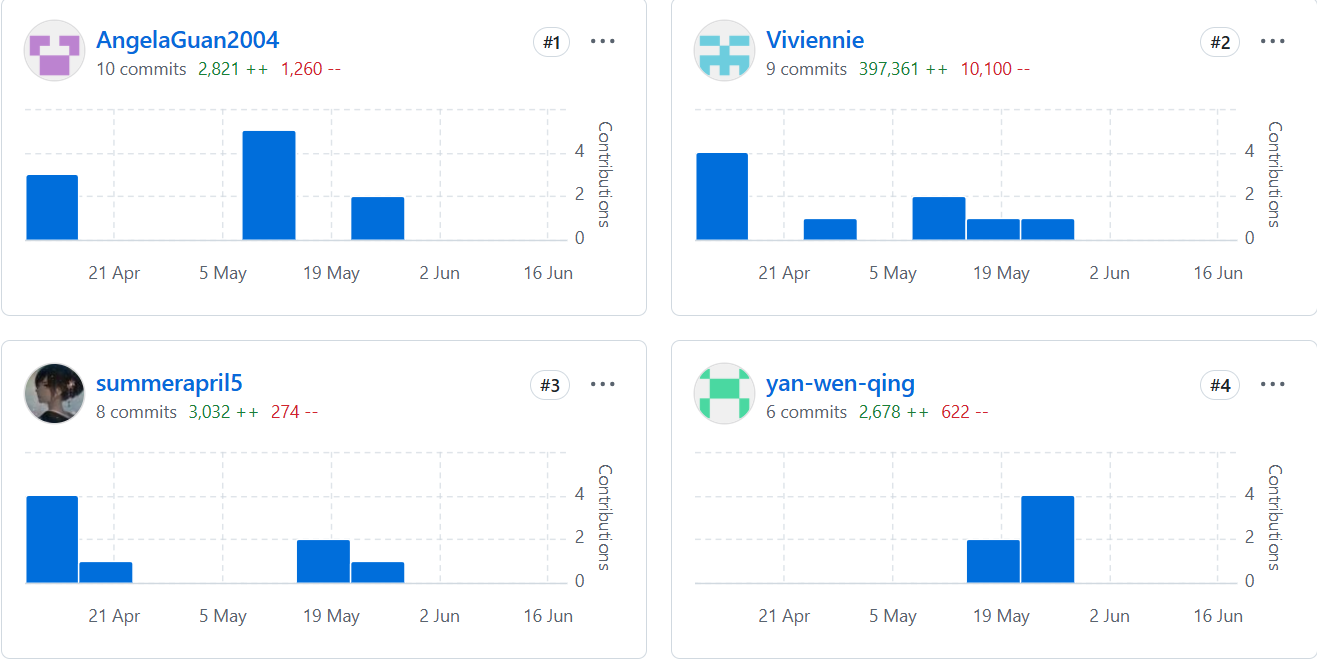 AngelaGuan2004
#1
10 commits 2,821 ++ 1,260 --
Contributions
4
2
0
21 Apr 5 May 19 May 2 Jun 16 Jun
Viviennie
#2
9 commits 397,361 ++ 10,100 --
Contributions
4
2
0
21 Apr 5 May 19 May 2 Jun 16 Jun
summerapril5
#3
8 commits 3,032 ++ 274 --
Contributions
4
2
0
21 Apr 5 May 19 May 2 Jun 16 Jun
yan-wen-qing
#4
6 commits 2,678 ++ 622 --
Contributions
4
2
0
21 Apr 5 May 19 May 2 Jun 16 Jun